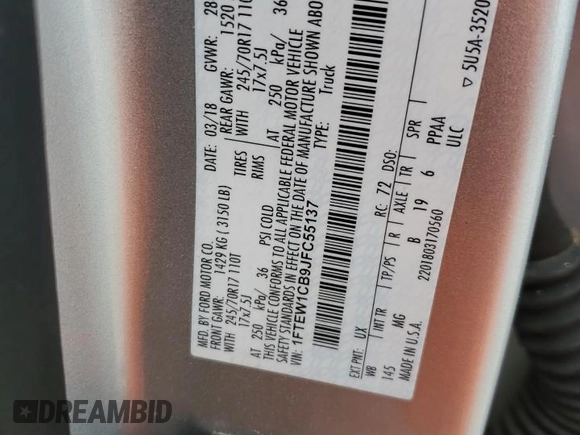 MFD. BY FORD MOTOR CO.
DATE: 03/18
GVWR: 28
FRONT GAWR: 1429 KG ( 3150 LB)
REAR GAWR: 1520
WITH 245/70R17 110T TIRES
WITH 245/70R17 110
17x7.5J RIMS
17x7.5J
AT 250 kPa/ 36 PSI COLD
AT 250 kPa/ 36
THIS VEHICLE CONFORMS TO ALL APPLICABLE FEDERAL MOTOR VEHICLE
SAFETY STANDARDS IN EFFECT ON THE DATE OF MANUFACTURE SHOWN ABO
VIN: 1FTEW1CB9JFC55137
TYPE: Truck
EXT PNT: UX RC: 72 DSO:
WB INT TR TP/PS R AXLE TR SPR
145 MG B 19 6 PPAA
ULC
MADE IN U.S.A. 2201803170560
▽ 5U5A-3520
DREAMBID